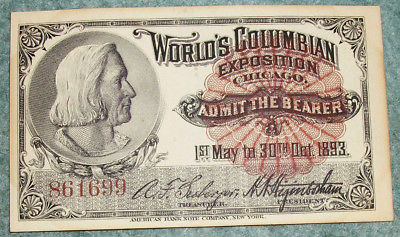 WORLD'S COLUMBIAN
EXPOSITION
CHICAGO.
ADMIT THE BEARER
1ST May to 30TH Oct. 1893.
861699
TREASURER.
PRESIDENT.
AMERICAN BANK NOTE COMPANY, NEW YORK.